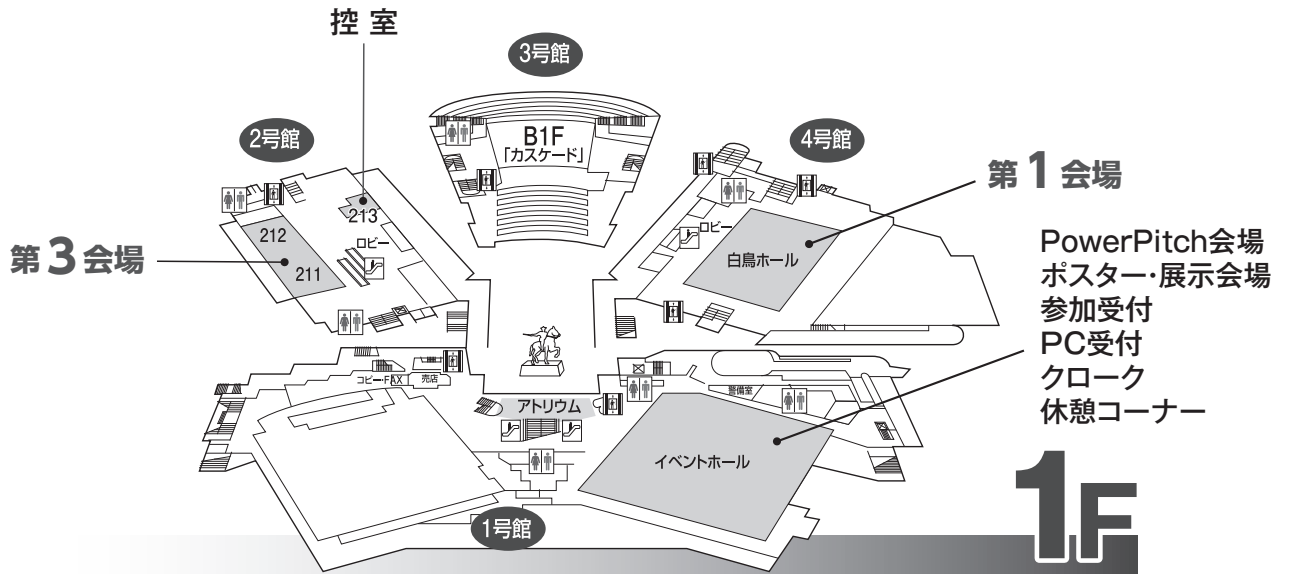 控室
3号館
2号館
4号館
B1F
「カスケード」
第1会場
213
212
ロビー
ロビー
211
第3会場
白鳥ホール
PowerPitch会場
ポスター・展示会場
参加受付
PC受付
クローク
休憩コーナー
コピー・FAX
売店
警備室
アトリウム
イベントホール
1号館
1F